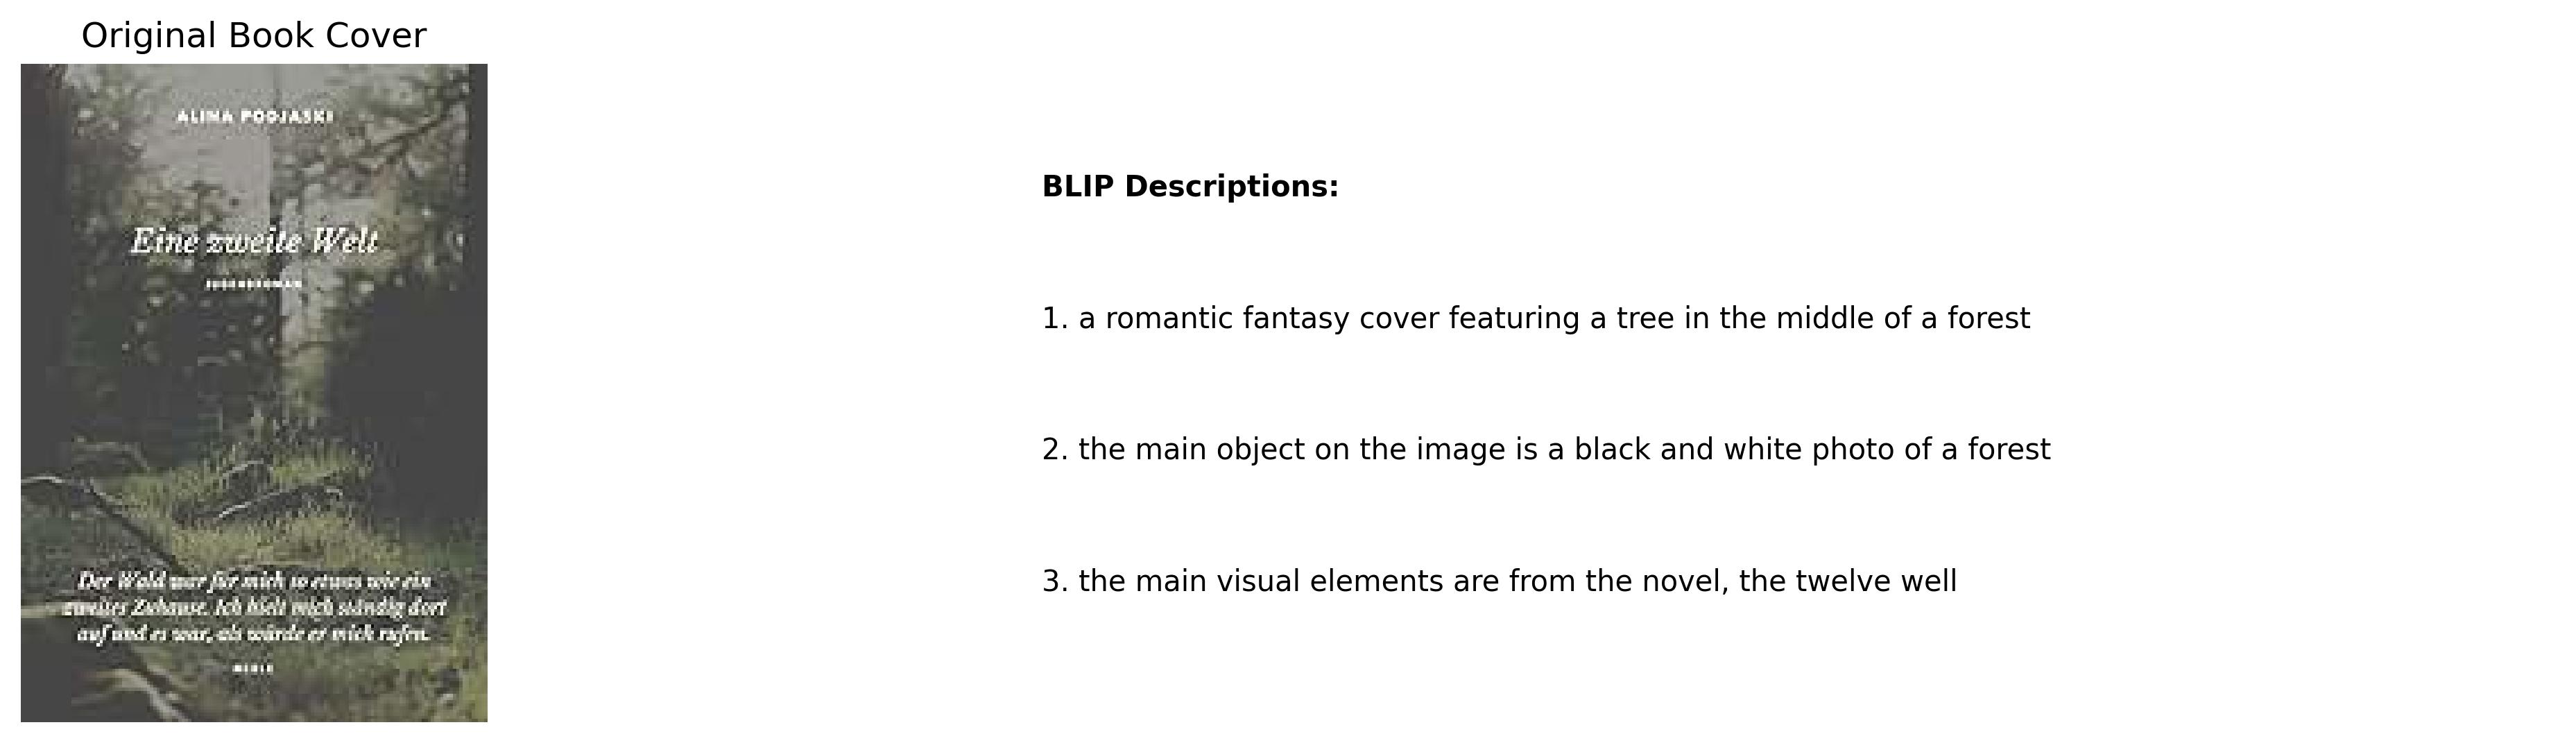 Original Book Cover
ALINA PODJASKI
Eine zweite Welt
JUGENDROMAN
Der Wald war für mich so etwas wie ein
zweites Zuhause. Ich hielt mich ständig dort
auf und es war, als würde er mich rufen.
BLIP Descriptions:
1. a romantic fantasy cover featuring a tree in the middle of a forest
2. the main object on the image is a black and white photo of a forest
3. the main visual elements are from the novel, the twelve well